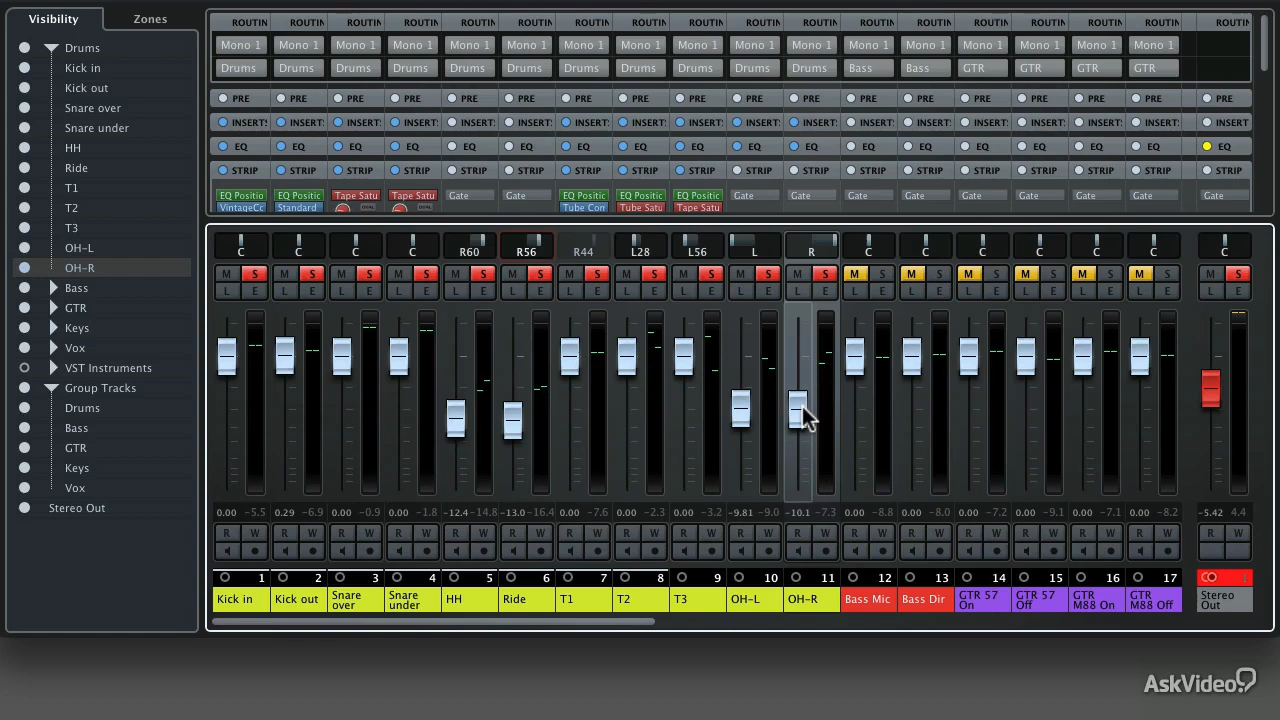 Visibility Zones
Drums
Kick in
Kick out
Snare over
Snare under
HH
Ride
T1
T2
T3
OH-L
OH-R
Bass
GTR
Keys
Vox
VST Instruments
Group Tracks
Drums
Bass
GTR
Keys
Vox
Stereo Out
ROUTIN ROUTIN ROUTIN ROUTIN ROUTIN ROUTIN ROUTIN ROUTIN ROUTIN ROUTIN ROUTIN ROUTIN ROUTIN ROUTIN ROUTIN ROUTIN ROUTIN ROUTIN
Mono 1 Mono 1 Mono 1 Mono 1 Mono 1 Mono 1 Mono 1 Mono 1 Mono 1 Mono 1 Mono 1 Mono 1 Mono 1 Mono 1 Mono 1 Mono 1 Mono 1
Drums Drums Drums Drums Drums Drums Drums Drums Drums Drums Drums Bass Bass GTR GTR GTR GTR
PRE PRE PRE PRE PRE PRE PRE PRE PRE PRE PRE PRE PRE PRE PRE PRE PRE PRE
INSERT: INSERT: INSERT: INSERT: INSERT: INSERT: INSERT: INSERT: INSERT: INSERT: INSERT: INSERT: INSERT: INSERT: INSERT: INSERT: INSERT: INSERT
EQ EQ EQ EQ EQ EQ EQ EQ EQ EQ EQ EQ EQ EQ EQ EQ EQ EQ
STRIP STRIP STRIP STRIP STRIP STRIP STRIP STRIP STRIP STRIP STRIP STRIP STRIP STRIP STRIP STRIP STRIP STRIP
EQ Positio EQ Positic Tape Satu Tape Satu Gate Gate EQ Positic EQ Positic EQ Positic Gate Gate Gate Gate Gate Gate Gate Gate Gate
VintageCc Standard Tube Com Tube Satu Tape Satu
C C C C R60 R56 R44 L28 L56 L R C C C C C C C
M S M S M S M S M S M S M S M S M S M S M S M S M S M S M S M S M S M S
L E L E L E L E L E L E L E L E L E L E L E L E L E L E L E L E L E L E
0.00 -5.5 0.29 -6.9 0.00 -0.9 0.00 -1.8 -12.4 -14.8 -13.0 -16.4 0.00 -7.6 0.00 -2.3 0.00 -3.2 -9.81 -9.0 -10.1 -7.3 0.00 -8.8 0.00 -8.0 0.00 -7.2 0.00 -9.1 0.00 -7.1 0.00 -8.2 -5.42 4.4
R W R W R W R W R W R W R W R W R W R W R W R W R W R W R W R W R W R W
1 2 3 4 5 6 7 8 9 10 11 12 13 14 15 16 17
Kick in Kick out Snare over Snare under HH Ride T1 T2 T3 OH-L OH-R Bass Mic Bass Dir GTR 57 On GTR 57 Off GTR M88 On GTR M88 Off Stereo Out
AskVideo